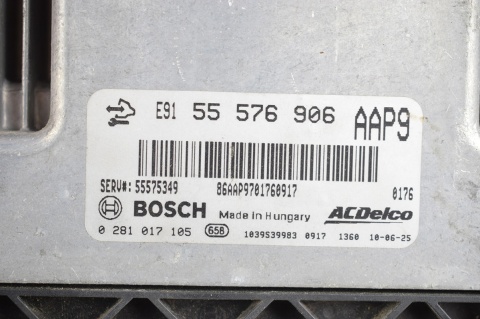 E91 55 576 906 AAP9
SERV#: 55575349 86AAP9701760917 0176
BOSCH Made in Hungary ACDelco
0 281 017 105 658 1039S39983 0917 1360 10-06-25